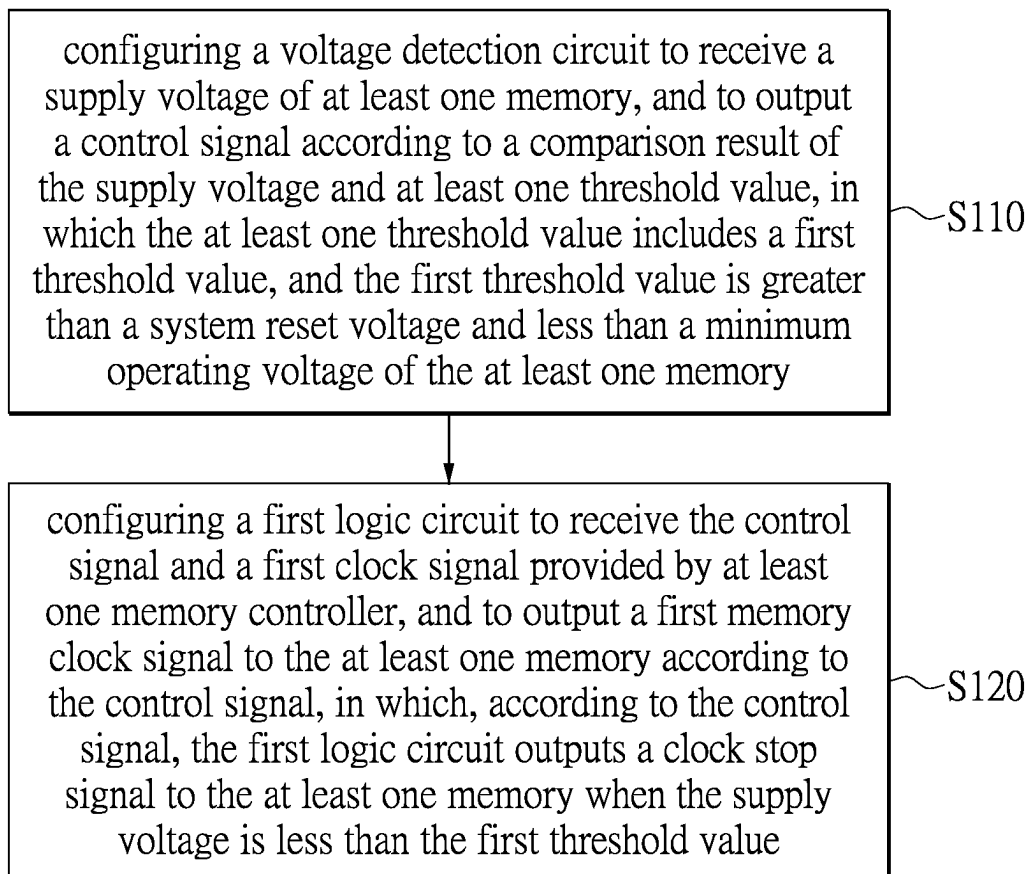 configuring a voltage detection circuit to receive a
supply voltage of at least one memory, and to output
a control signal according to a comparison result of
the supply voltage and at least one threshold value, in
which the at least one threshold value includes a first
threshold value, and the first threshold value is greater
than a system reset voltage and less than a minimum
operating voltage of the at least one memory
S110
configuring a first logic circuit to receive the control
signal and a first clock signal provided by at least
one memory controller, and to output a first memory
clock signal to the at least one memory according to
the control signal, in which, according to the control
signal, the first logic circuit outputs a clock stop
signal to the at least one memory when the supply
voltage is less than the first threshold value
S120